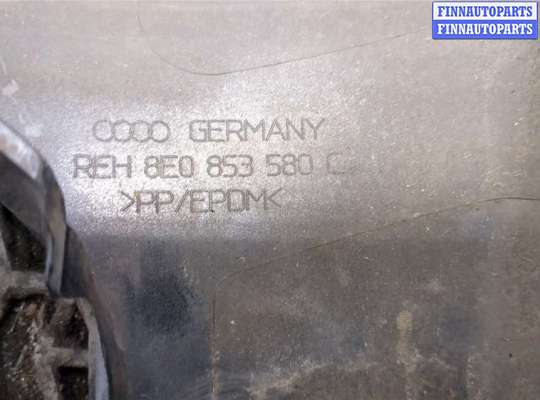 FINNAUTOPARTS
FINNAUTOPARTS
GERMANY
REH 8E0 853 580 C
>PP/EPDM<